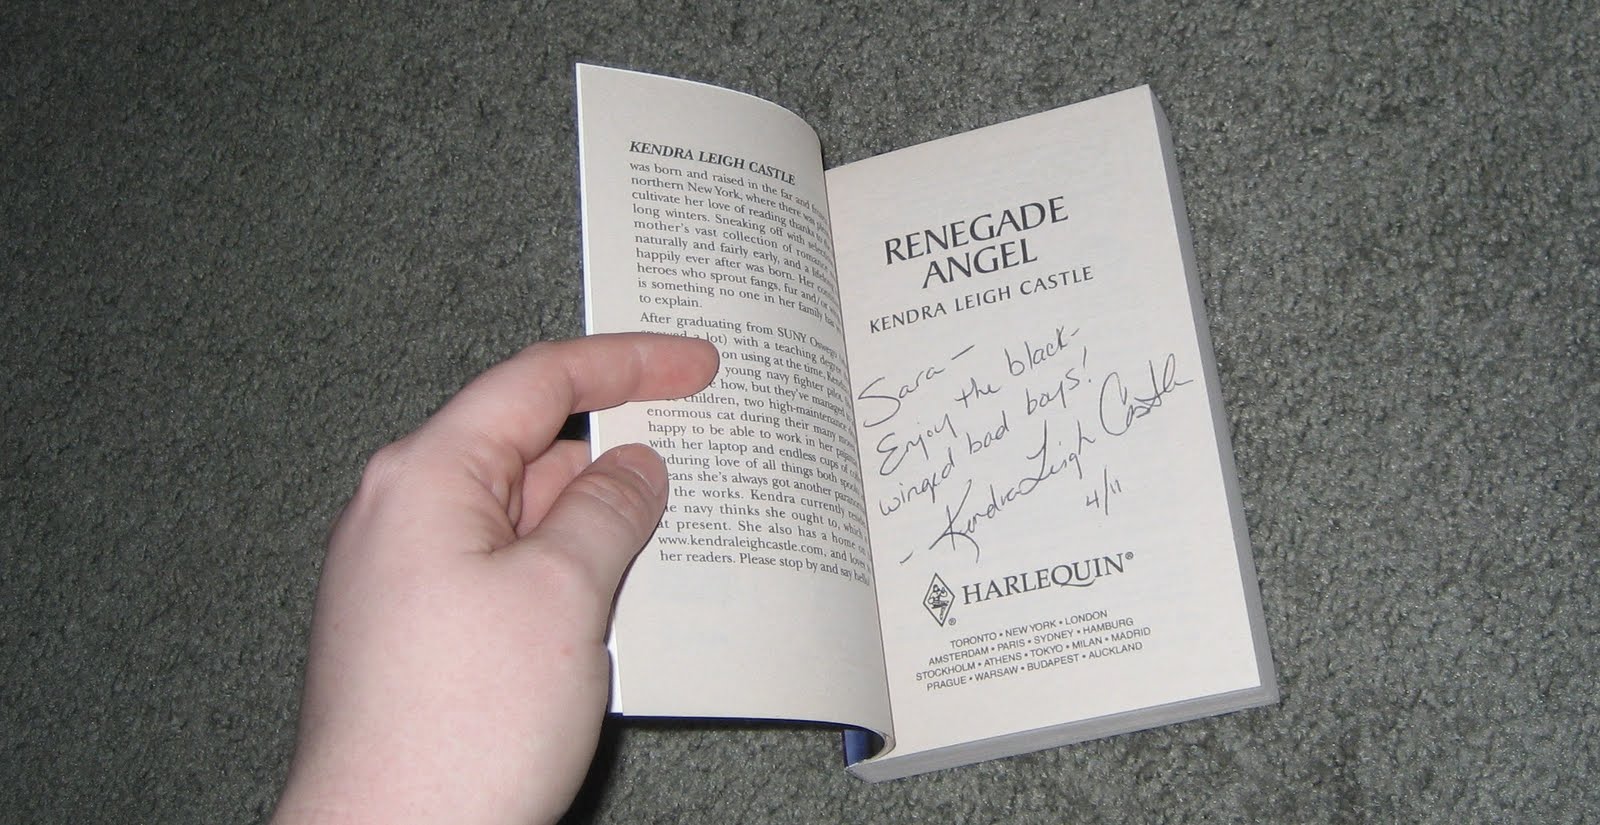 KENDRA LEIGH CASTLE
was born and raised in the far and
northern New York, where there was
cultivate her love of reading thanks to the
long winters. Sneaking off with
mother's vast collection of romance
naturally and fairly early, and a
happily ever after was born. Her
heroes who sprout fangs, fur and/or
is something no one in her family has
to explain.
After graduating from SUNY Oswego
lot) with a teaching degree
on using at the time,
young navy fighter pilot.
how, but they've managed
children, two high-maintenance
enormous cat during their many
happy to be able to work in her
with her laptop and endless cups of
enduring love of all things both
means she's always got another
the works. Kendra currently
navy thinks she ought to, which
at present. She also has a home on
www.kendraleighcastle.com, and
her readers. Please stop by and say hello!
RENEGADE
ANGEL
KENDRA LEIGH CASTLE
Sara –
Enjoy the black-
winged bad boys!
- Kendra Leigh Castle
4/11
HARLEQUIN®
®
TORONTO • NEW YORK • LONDON
AMSTERDAM • PARIS • SYDNEY • HAMBURG
STOCKHOLM • ATHENS • TOKYO • MILAN • MADRID
PRAGUE • WARSAW • BUDAPEST • AUCKLAND